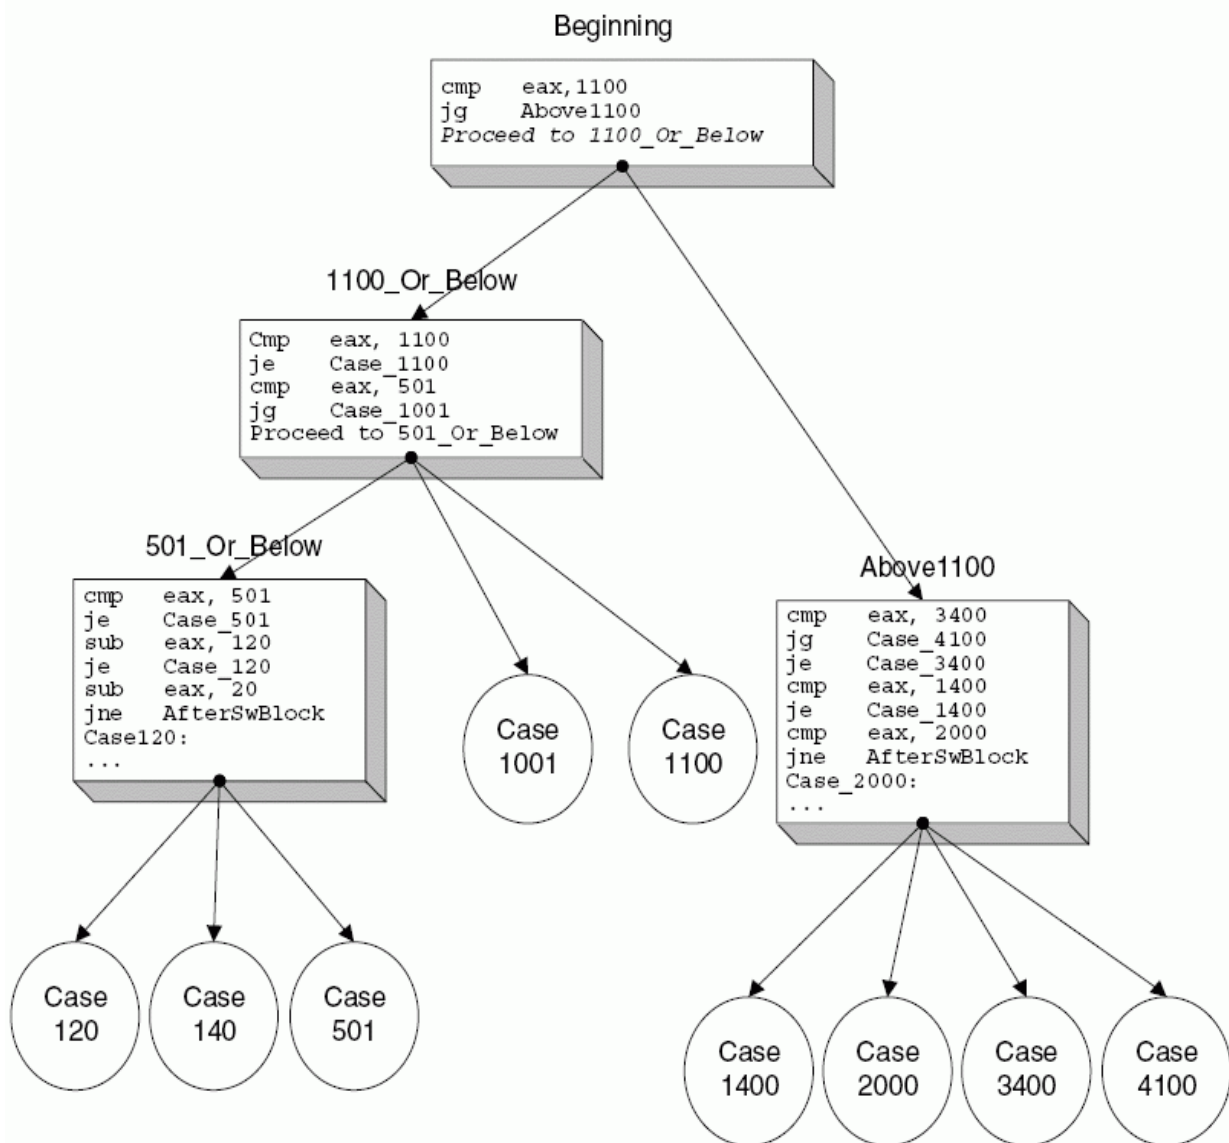 Beginning
cmp eax,1100
jg Above1100
Proceed to 1100_Or_Below
1100_Or_Below
Cmp eax, 1100
je Case_1100
cmp eax, 501
jg Case_1001
Proceed to 501_Or_Below
501_Or_Below
cmp eax, 501
je Case_501
sub eax, 120
je Case_120
sub eax, 20
jne AfterSwBlock
Case120:
...
Case
1001
Case
1100
Above1100
cmp eax, 3400
jg Case_4100
je Case_3400
cmp eax, 1400
je Case_1400
cmp eax, 2000
jne AfterSwBlock
Case_2000:
...
Case
120
Case
140
Case
501
Case
1400
Case
2000
Case
3400
Case
4100